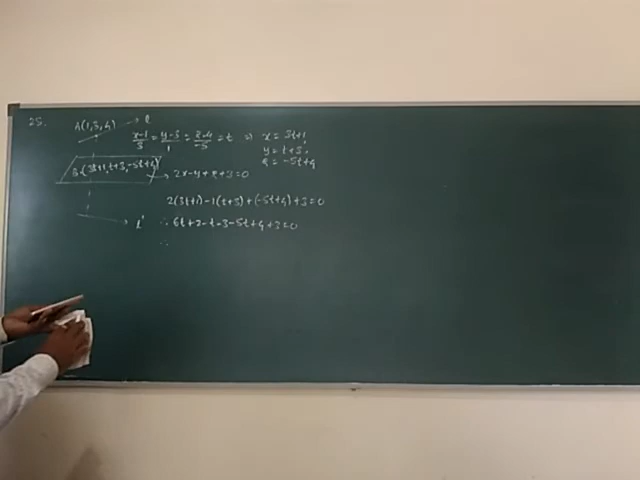 25.
A(1,3,4) l
x-1/3 = y-3/1 = z-4/-5 = t ⇒ x = 3t+1,
y = t+3,
z = -5t+4
B(3t+1, t+3, -5t+4)
2x-y+z+3=0
2(3t+1) -1(t+3) +(-5t+4) +3=0
l'
∴ 6t+2-t-3-5t+4+3=0
∴